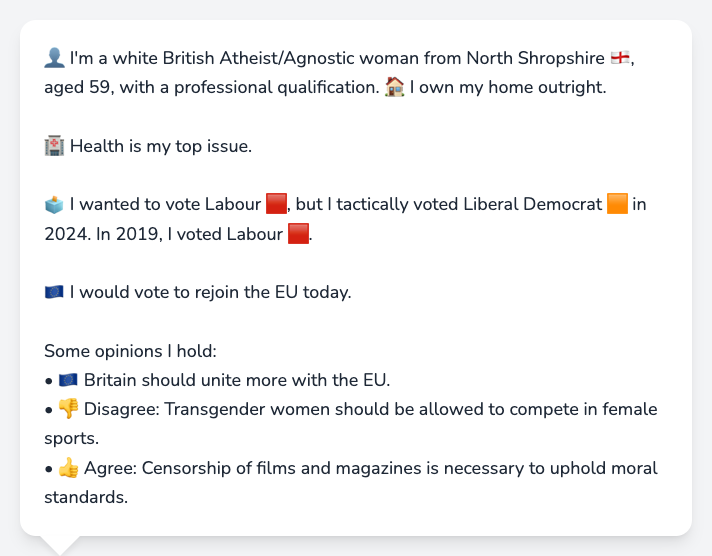 👤 I'm a white British Atheist/Agnostic woman from North Shropshire 🏴󠁧󠁢󠁥󠁮󠁧󠁿,
aged 59, with a professional qualification. 🏠 I own my home outright.
🏥 Health is my top issue.
🗳️ I wanted to vote Labour 🟥, but I tactically voted Liberal Democrat 🟧 in
2024. In 2019, I voted Labour 🟥.
🇪🇺 I would vote to rejoin the EU today.
Some opinions I hold:
• 🇪🇺 Britain should unite more with the EU.
• 👎 Disagree: Transgender women should be allowed to compete in female
sports.
• 👍 Agree: Censorship of films and magazines is necessary to uphold moral
standards.